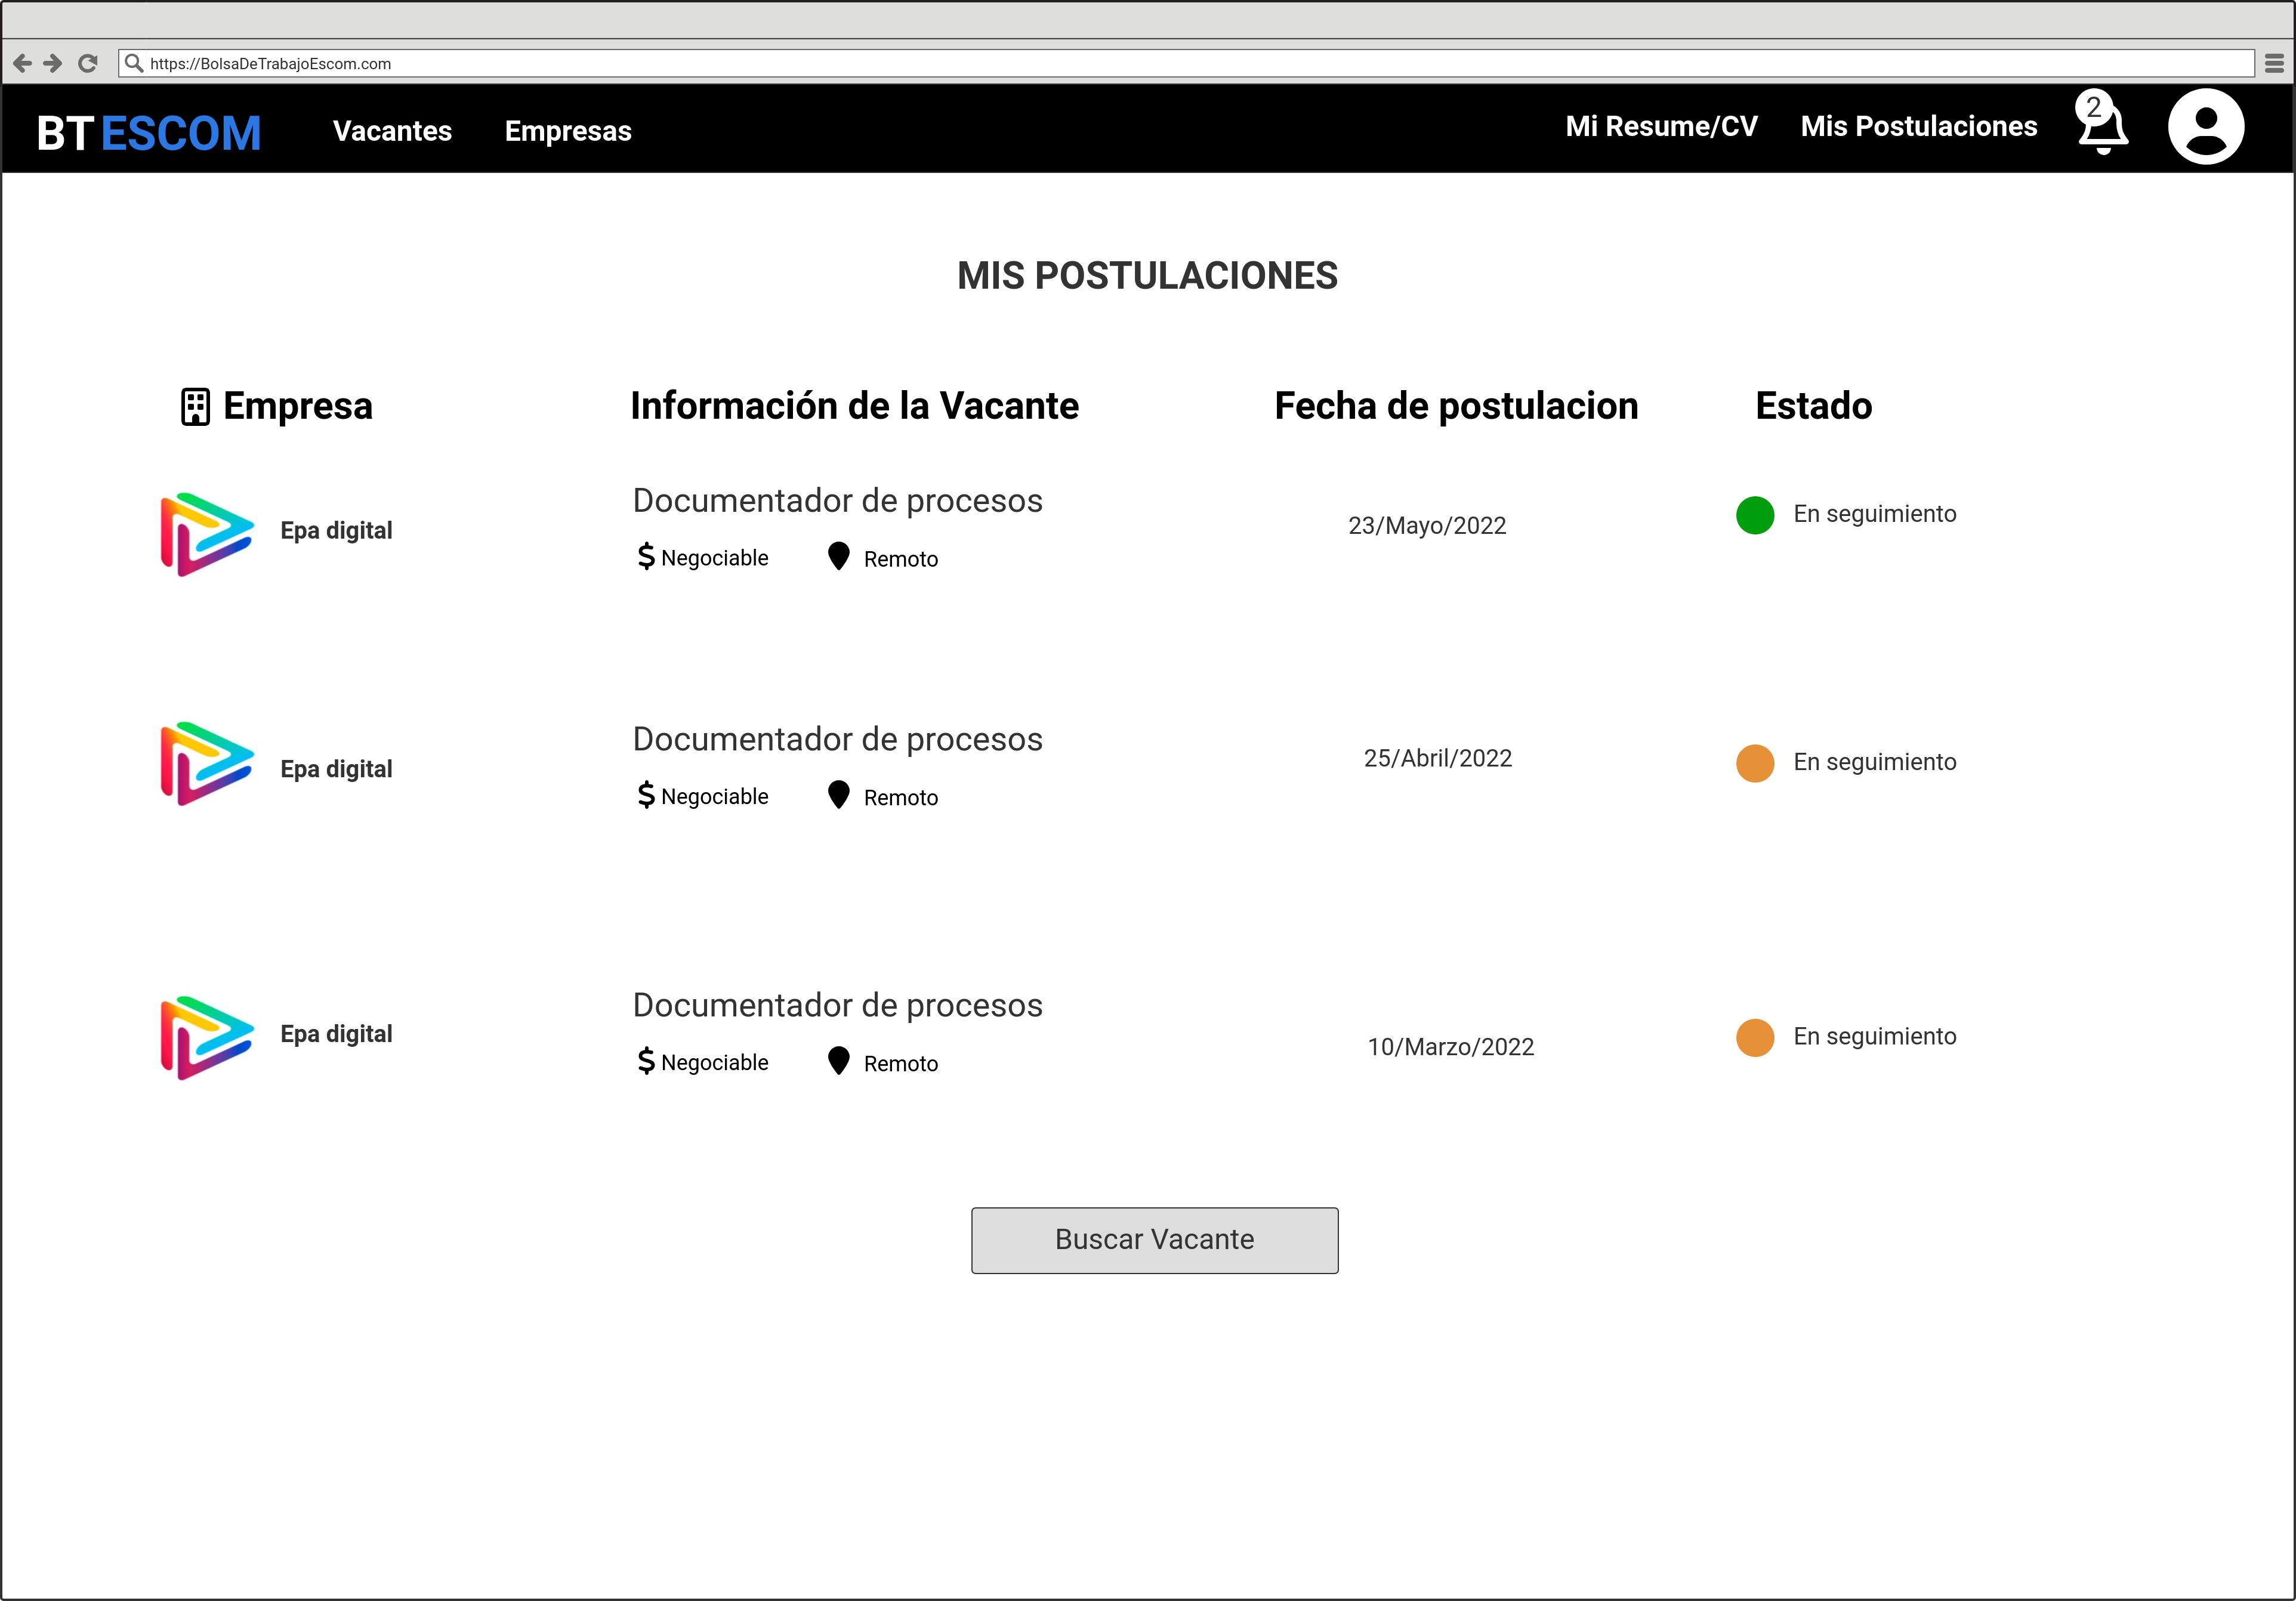 https://BolsaDeTrabajoEscom.com
BT ESCOM Vacantes Empresas Mi Resume/CV Mis Postulaciones 2
MIS POSTULACIONES
Empresa Información de la Vacante Fecha de postulacion Estado
Epa digital
Documentador de procesos
$ Negociable Remoto
23/Mayo/2022
En seguimiento
Epa digital
Documentador de procesos
$ Negociable Remoto
25/Abril/2022
En seguimiento
Epa digital
Documentador de procesos
$ Negociable Remoto
10/Marzo/2022
En seguimiento
Buscar Vacante